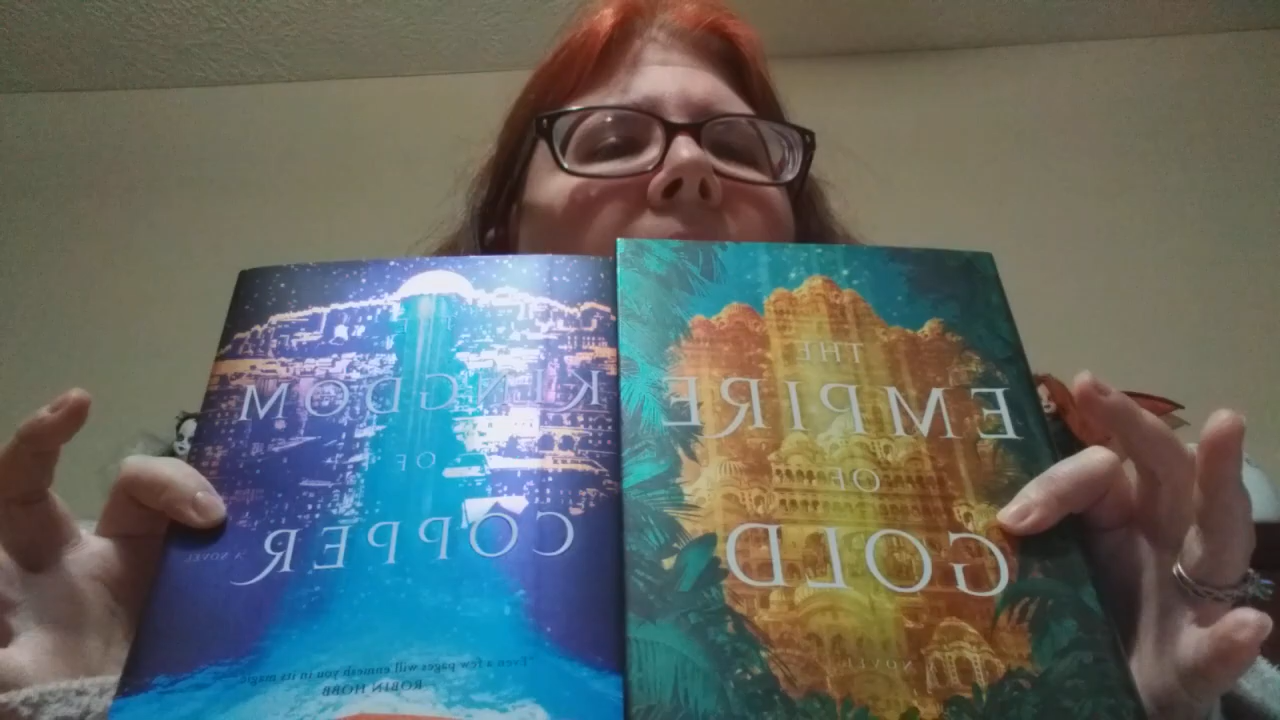 KINGDOM
OF
COPPER
A NOVEL
"Even a few pages will enmesh you in its magic."
ROBIN HOBB
THE
EMPIRE
OF
GOLD
A NOVEL